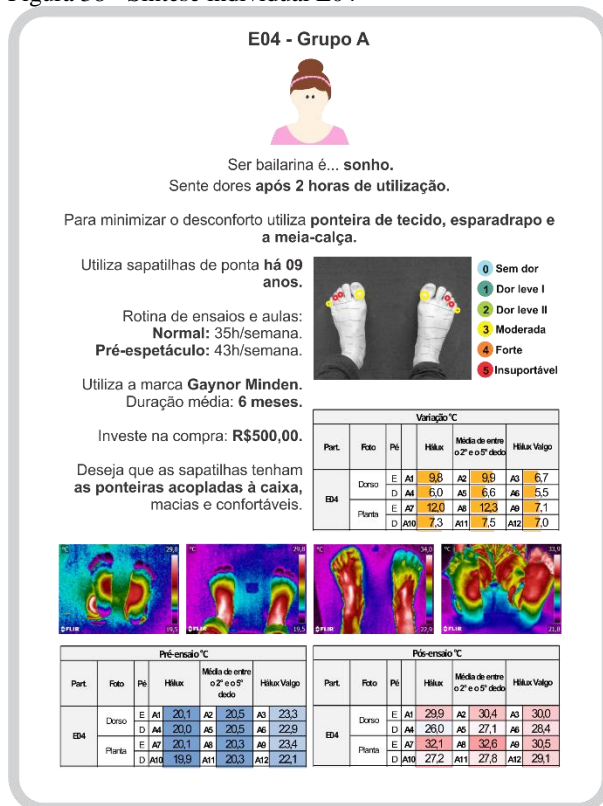 Figura 38 - Síntese individual E04
E04 - Grupo A
Ser bailarina é... sonho.
Sente dores após 2 horas de utilização.
Para minimizar o desconforto utiliza ponteira de tecido, esparadrapo e
a meia-calça.
Utiliza sapatilhas de ponta há 09
anos.
Rotina de ensaios e aulas:
Normal: 35h/semana.
Pré-espetáculo: 43h/semana.
Utiliza a marca Gaynor Minden.
Duração média: 6 meses.
Investe na compra: R$500,00.
Deseja que as sapatilhas tenham
as ponteiras acopladas à caixa,
macias e confortáveis.
0 Sem dor
1 Dor leve I
2 Dor leve II
3 Moderada
4 Forte
5 Insuportável
Variação °C
Part. Foto Pé Hálux Média de entre o 2º e o 5º dedo Hálux Valgo
E04 Dorso E A1 9,8 A2 9,9 A3 6,7
D A4 6,0 A5 6,6 A6 5,5
Planta E A7 12,0 A8 12,3 A9 7,1
D A10 7,3 A11 7,5 A12 7,0
°C 29,8 19,5 FLIR
°C 29,8 19,5 FLIR
°C 34,0 22,9 FLIR
°C 33,9 21,8 FLIR
Pré-ensaio °C
Part. Foto Pé Hálux Média de entre o 2º e o 5º dedo Hálux Valgo
E04 Dorso E A1 20,1 A2 20,5 A3 23,3
D A4 20,0 A5 20,5 A6 22,9
Planta E A7 20,1 A8 20,3 A9 23,4
D A10 19,9 A11 20,3 A12 22,1
Pós-ensaio °C
Part. Foto Pé Hálux Média de entre o 2º e o 5º dedo Hálux Valgo
E04 Dorso E A1 29,9 A2 30,4 A3 30,0
D A4 26,0 A5 27,1 A6 28,4
Planta E A7 32,1 A8 32,6 A9 30,5
D A10 27,2 A11 27,8 A12 29,1